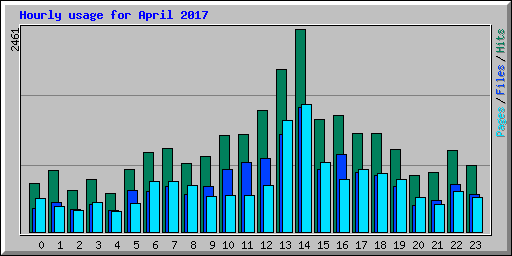 Hourly usage for April 2017
2461
Pages/Files/Hits
0 1 2 3 4 5 6 7 8 9 10 11 12 13 14 15 16 17 18 19 20 21 22 23